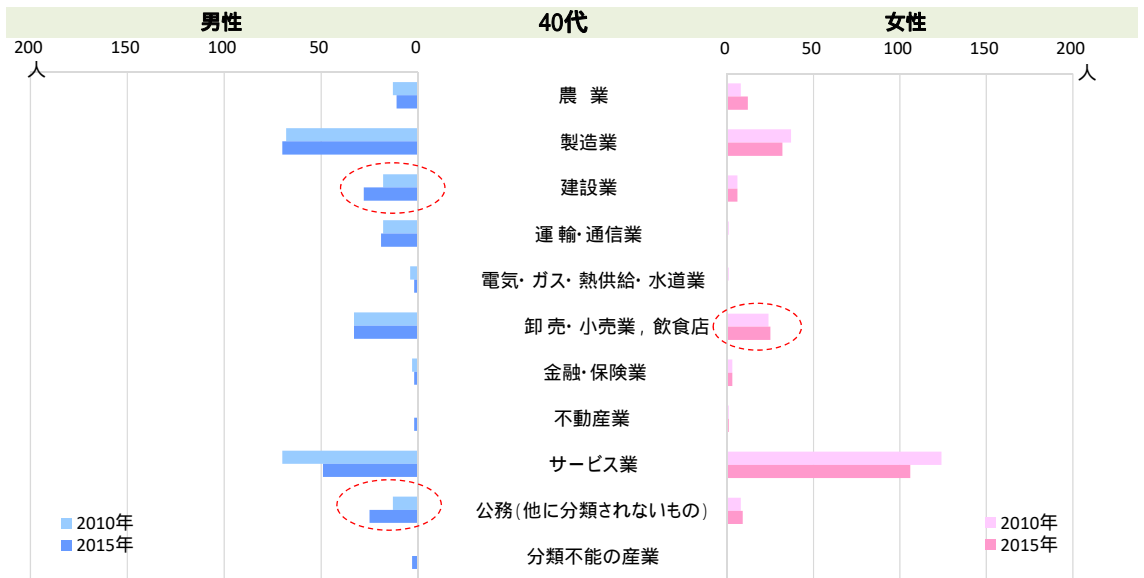 男性 40代 女性
200 150 100 50 0
人
0 50 100 150 200
人
農 業
製造業
建設業
運 輸・通信業
電気・ガス・熱供給・水道業
卸 売・小売業 , 飲食店
金融・保険業
不動産業
サービス業
公務(他に分類されないもの)
分類不能の産業
2010年
2015年
2010年
2015年